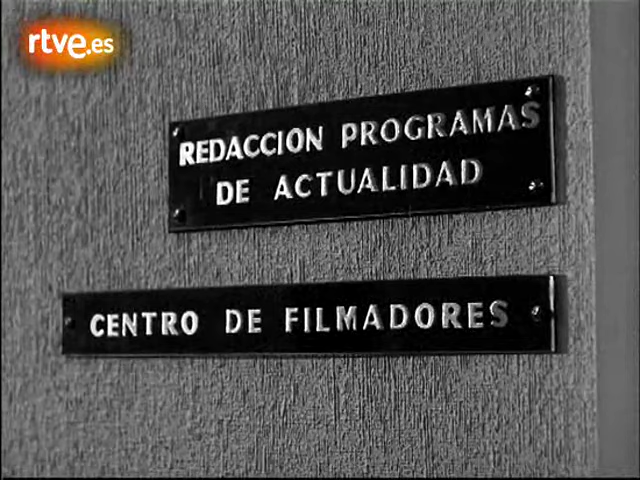 rtve.es
REDACCION PROGRAMAS
DE ACTUALIDAD
CENTRO DE FILMADORES